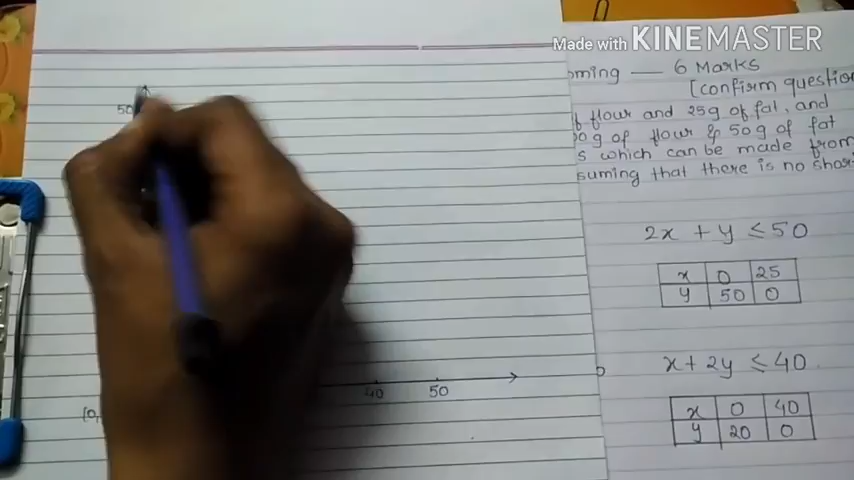 Made with KINEMASTER
oming — 6 Marks
[confirm question
f flour and 25g of fat, and
0g of flour & 50g of fat
s which can be made from
suming that there is no shor
2x + y ≤ 50
x 0 25
y 50 0
x + 2y ≤ 40
x 0 40
y 20 0
50
40 50
(0,